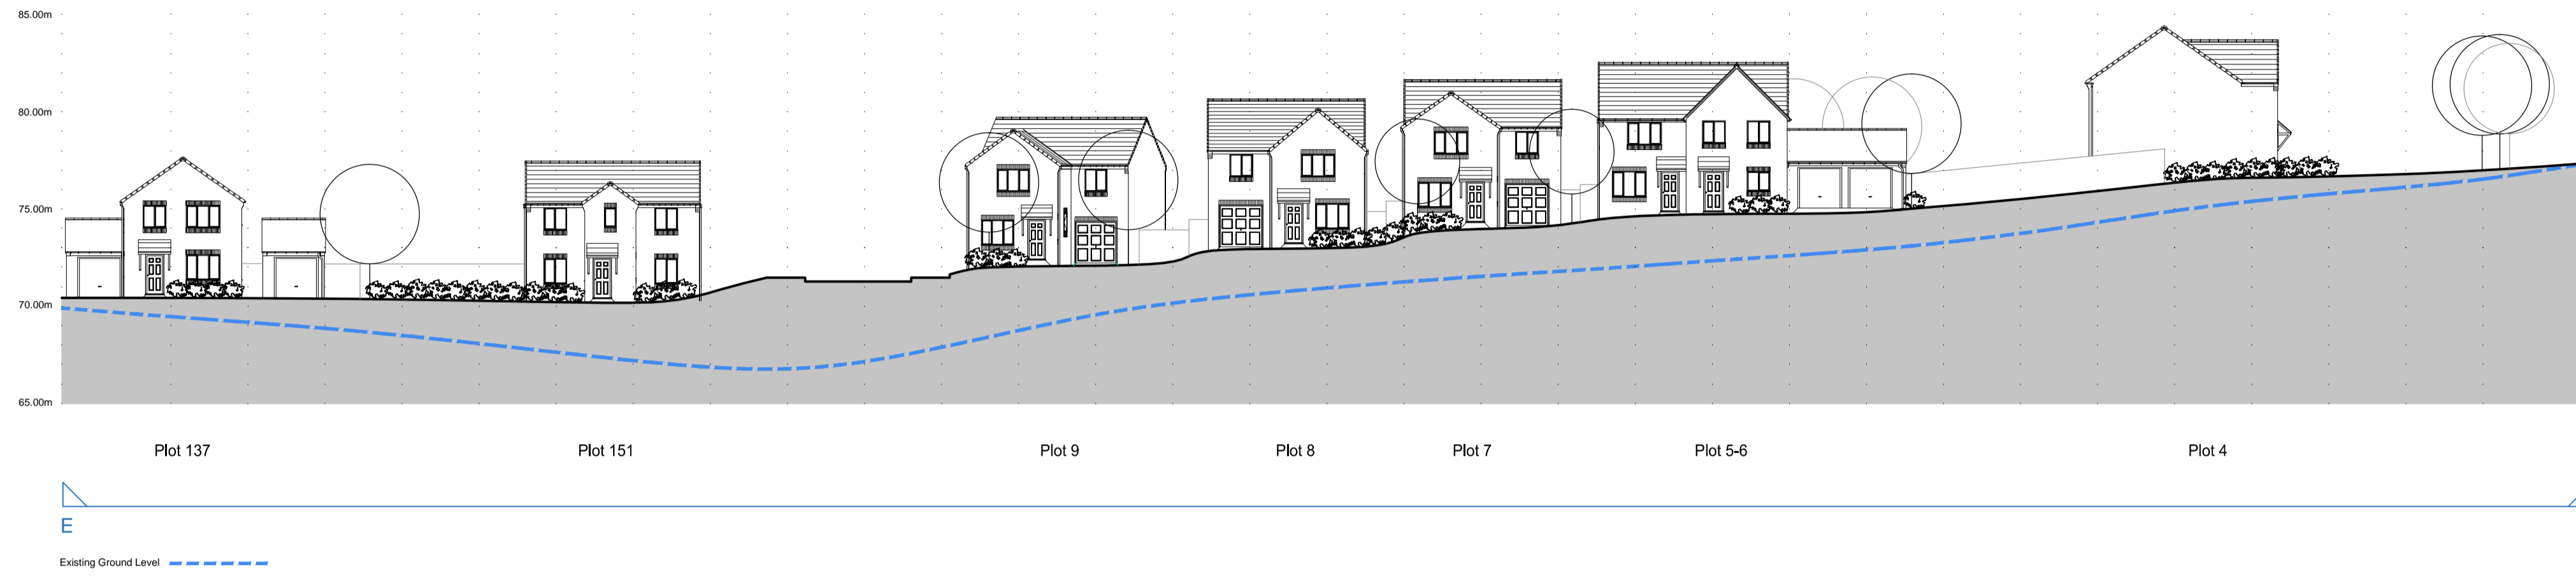 85.00m
80.00m
75.00m
70.00m
65.00m
Plot 137 Plot 151 Plot 9 Plot 8 Plot 7 Plot 5-6 Plot 4
E
Existing Ground Level